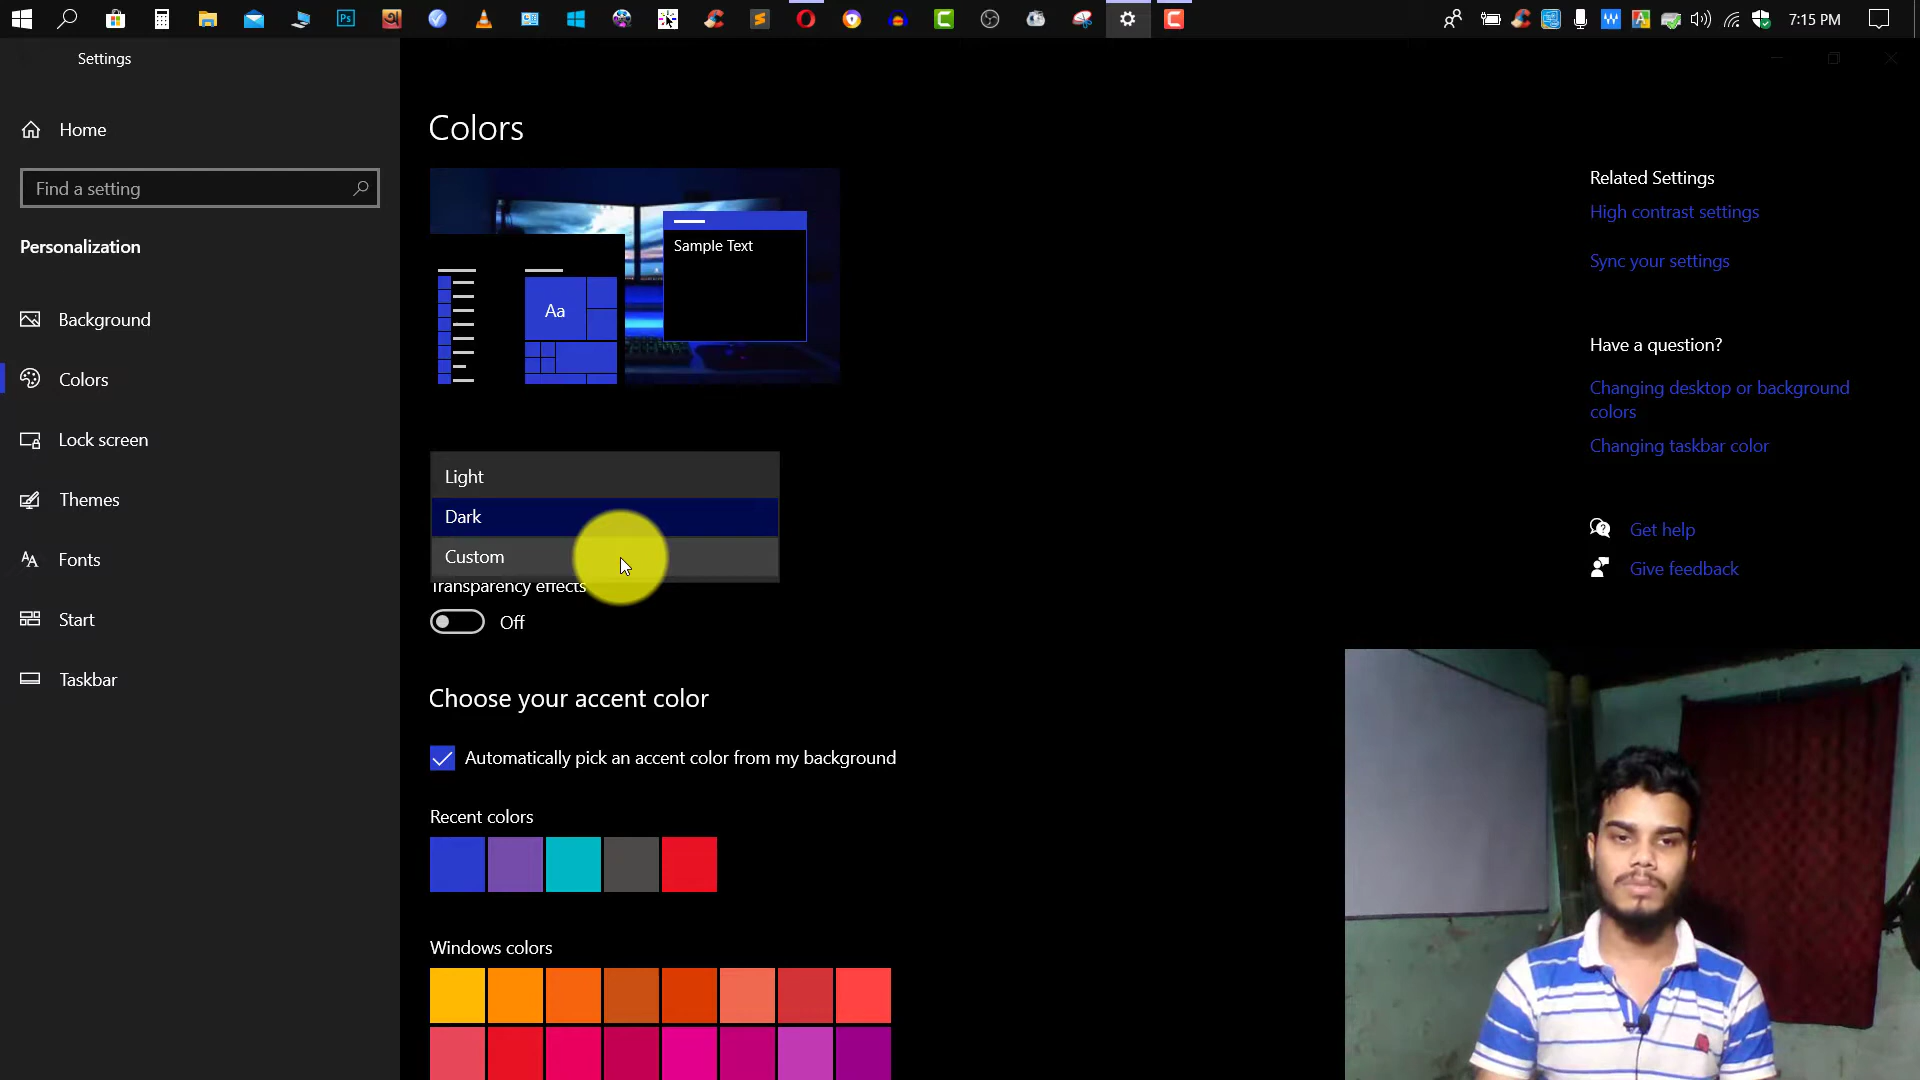 7:15 PM
Settings
Home
Find a setting
Personalization
Background
Colors
Lock screen
Fonts
Start
Taskbar
Colors
Sample Text
Aa
Light
Dark
Custom
Transparency effects
Off
Choose your accent color
Automatically pick an accent color from my background
Recent colors
Windows colors
Related Settings
High contrast settings
Sync your settings
Have a question?
Changing desktop or background
colors
Changing taskbar color
Get help
Give feedback